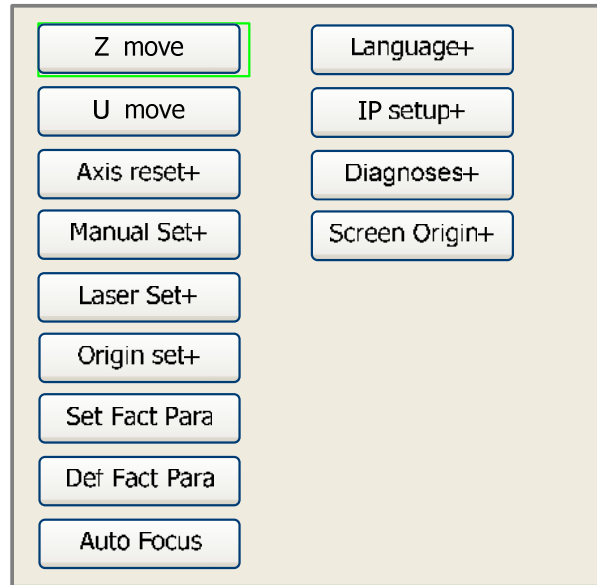 Z move
U move
Axis reset+
Manual Set+
Laser Set+
Origin set+
Set Fact Para
Def Fact Para
Auto Focus
Language+
IP setup+
Diagnoses+
Screen Origin+